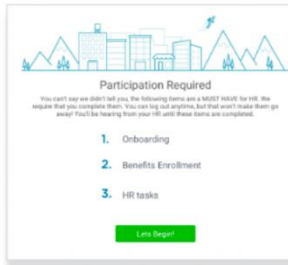 Participation Required
You can't say we didn't tell you, the following items are a MUST HAVE for HR. We
require that you complete them. You can log out anytime, but that won't make them go
away! You'll be hearing from your HR until these items are completed.
1. Onboarding
2. Benefits Enrollment
3. HR tasks
Lets Begin!